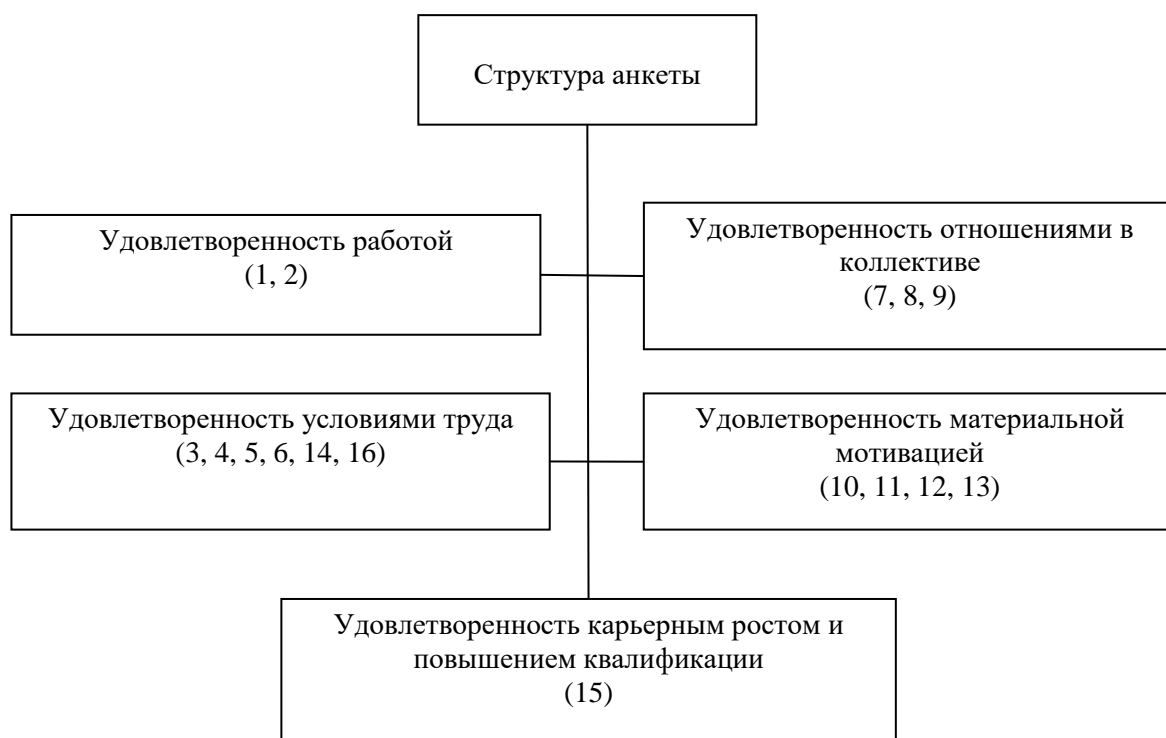 Структура анкеты
Удовлетворенность работой
(1, 2)
Удовлетворенность отношениями в
коллективе
(7, 8, 9)
Удовлетворенность условиями труда
(3, 4, 5, 6, 14, 16)
Удовлетворенность материальной
мотивацией
(10, 11, 12, 13)
Удовлетворенность карьерным ростом и
повышением квалификации
(15)